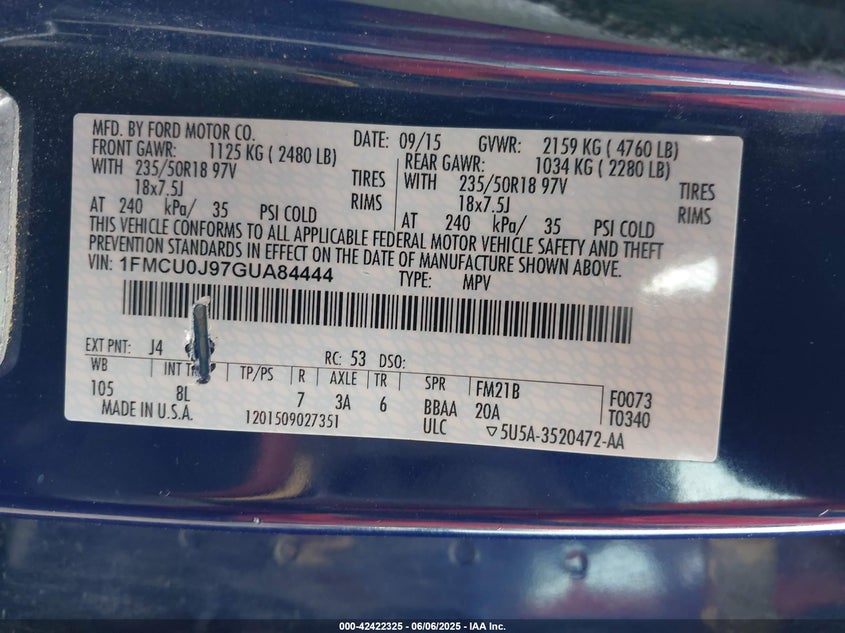 MFD. BY FORD MOTOR CO. DATE: 09/15 GVWR: 2159 KG ( 4760 LB)
FRONT GAWR: 1125 KG ( 2480 LB) REAR GAWR: 1034 KG ( 2280 LB)
WITH 235/50R18 97V TIRES WITH 235/50R18 97V TIRES
18x7.5J RIMS 18x7.5J RIMS
AT 240 kPa/ 35 PSI COLD AT 240 kPa/ 35 PSI COLD
THIS VEHICLE CONFORMS TO ALL APPLICABLE FEDERAL MOTOR VEHICLE SAFETY AND THEFT
PREVENTION STANDARDS IN EFFECT ON THE DATE OF MANUFACTURE SHOWN ABOVE.
VIN: 1FMCU0J97GUA84444 TYPE: MPV
EXT PNT: J4 RC: 53 DSO:
WB INT TP/PS R AXLE TR SPR FM21B F0073
105 8L 7 3A 6 BBAA 20A T0340
MADE IN U.S.A. 1201509027351 ULC ▽5U5A-3520472-AA
000-42422325 | 06/06/2025 - IAA Inc.